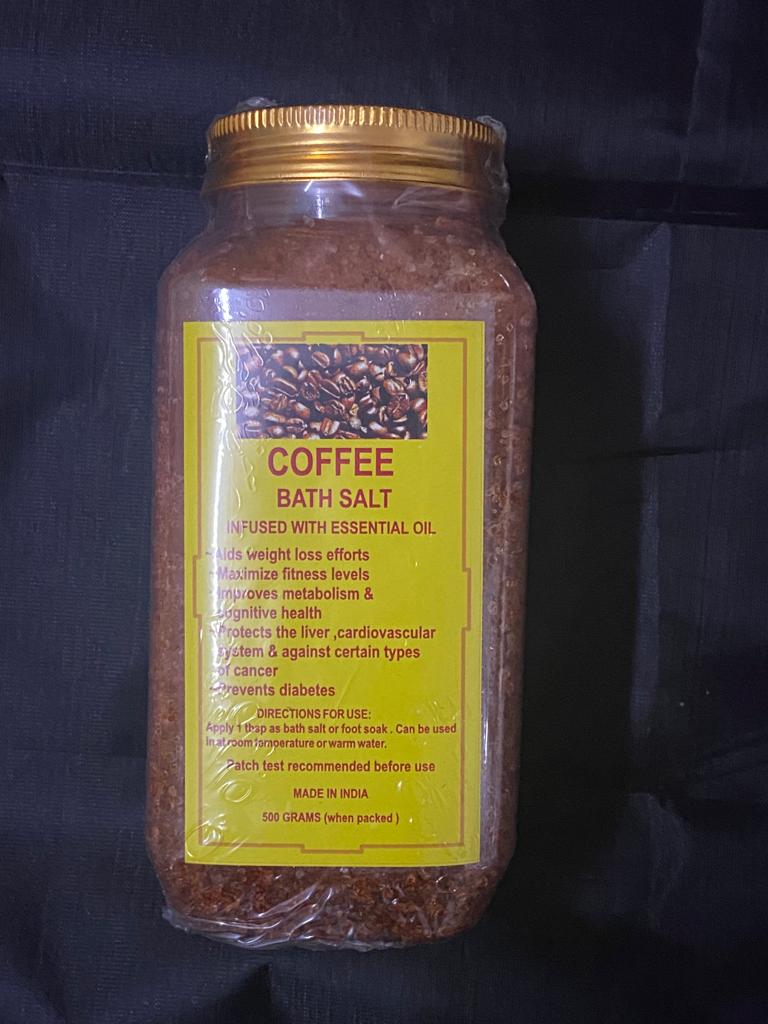 COFFEE
BATH SALT
INFUSED WITH ESSENTIAL OIL
~Aids weight loss efforts
~Maximize fitness levels
~Improves metabolism &
cognitive health
~Protects the liver ,cardiovascular
system & against certain types
of cancer
~Prevents diabetes
DIRECTIONS FOR USE:
Apply 1 tbsp as bath salt or foot soak . Can be used
in at room temperature or warm water.
Patch test recommended before use
MADE IN INDIA
500 GRAMS (when packed )